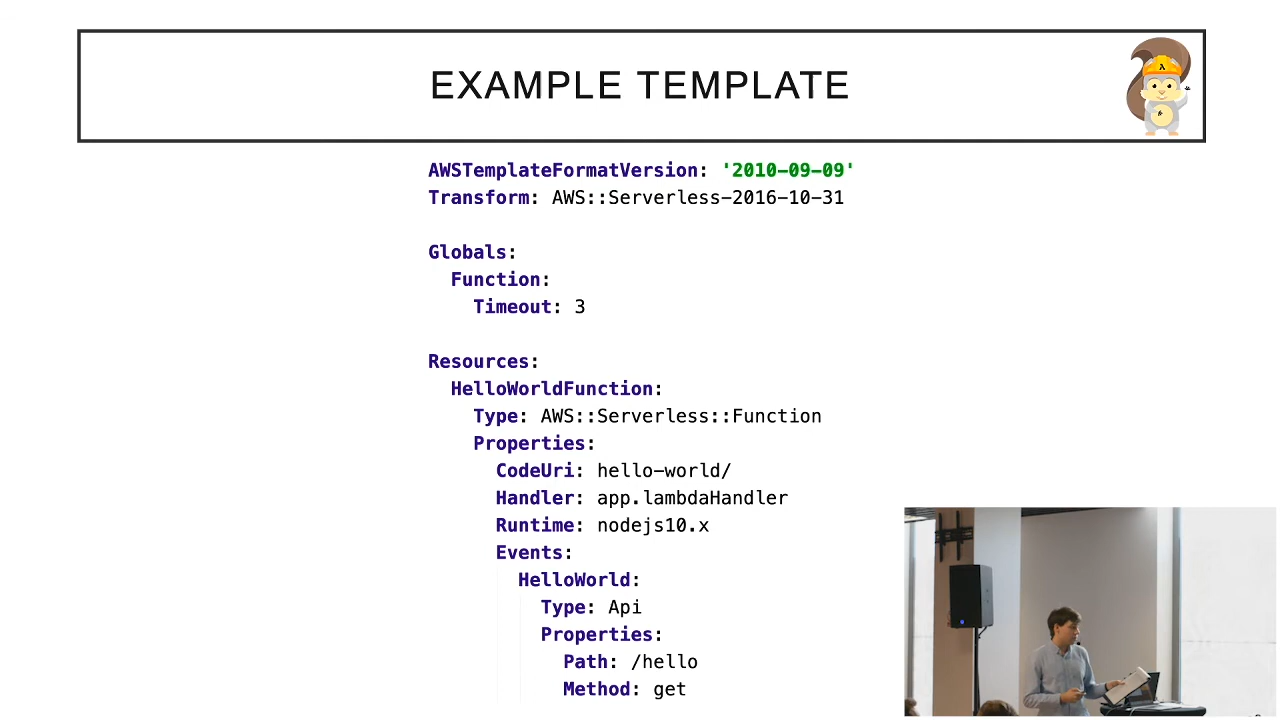 EXAMPLE TEMPLATE
AWSTemplateFormatVersion: '2010-09-09'
Transform: AWS::Serverless-2016-10-31
Globals:
Function:
Timeout: 3
Resources:
HelloWorldFunction:
Type: AWS::Serverless::Function
Properties:
CodeUri: hello-world/
Handler: app.lambdaHandler
Runtime: nodejs10.x
Events:
HelloWorld:
Type: Api
Properties:
Path: /hello
Method: get